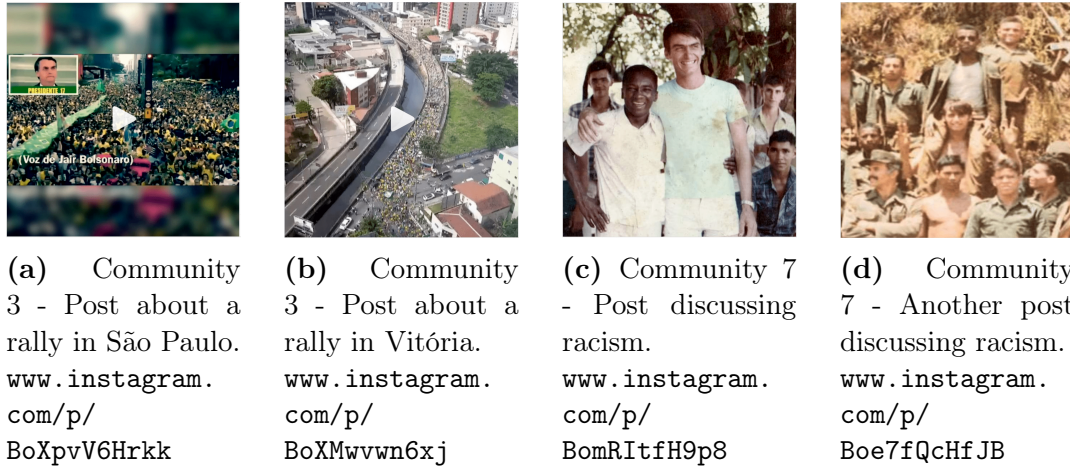 PRESIDENTE 17
(Voz de Jair Bolsonaro)
(a) Community
3 - Post about a
rally in São Paulo.
www.instagram.
com/p/
BoXpvV6Hrkk
(b) Community
3 - Post about a
rally in Vitória.
www.instagram.
com/p/
BoXMwvwn6xj
(c) Community 7
- Post discussing
racism.
www.instagram.
com/p/
BomRItfH9p8
(d) Community
7 - Another post
discussing racism.
www.instagram.
com/p/
Boe7fQcHfJB